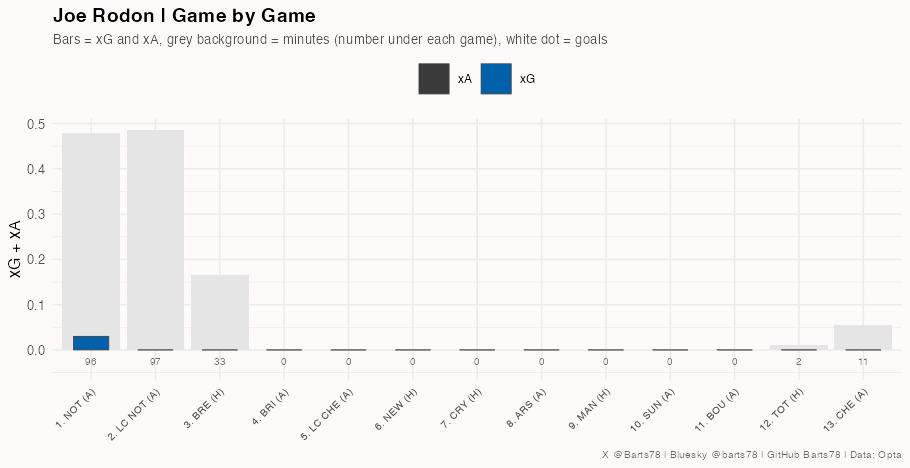 Joe Rodon | Game by Game
Bars = xG and xA, grey background = minutes (number under each game), white dot = goals
xA xG
xG + xA
0.5
0.4
0.3
0.2
0.1
0.0
96 97 33 0 0 0 0 0 0 0 0 2 11
1. NOT (A)
2. LC NOT (A)
3. BRE (H)
4. BRI (A)
5. LC CHE (A)
6. NEW (H)
7. CRY (H)
8. ARS (A)
9. MAN (H)
10. SUN (A)
11. BOU (A)
12. TOT (H)
13. CHE (A)
X @Barts78 | Bluesky @barts78 | GitHub Barts78 | Data: Opta